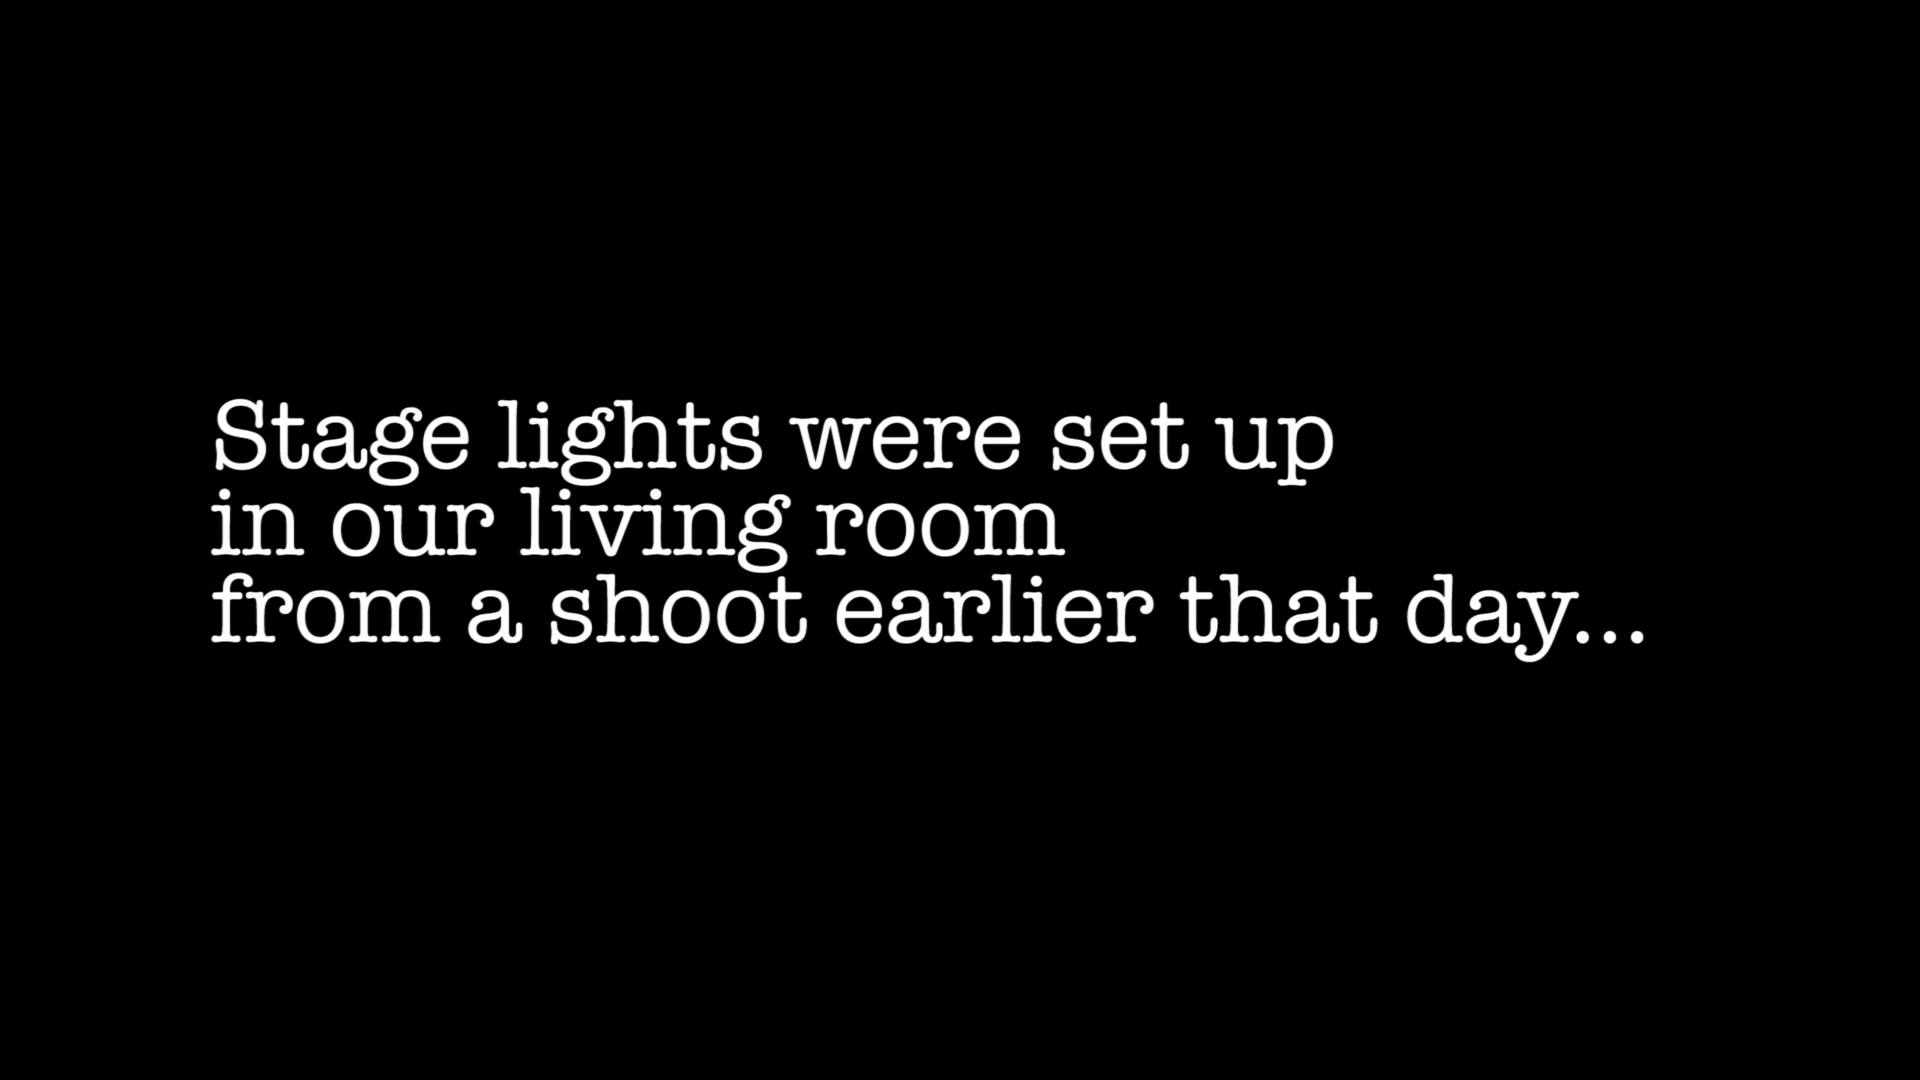 Stage lights were set up
in our living room
from a shoot earlier that day...